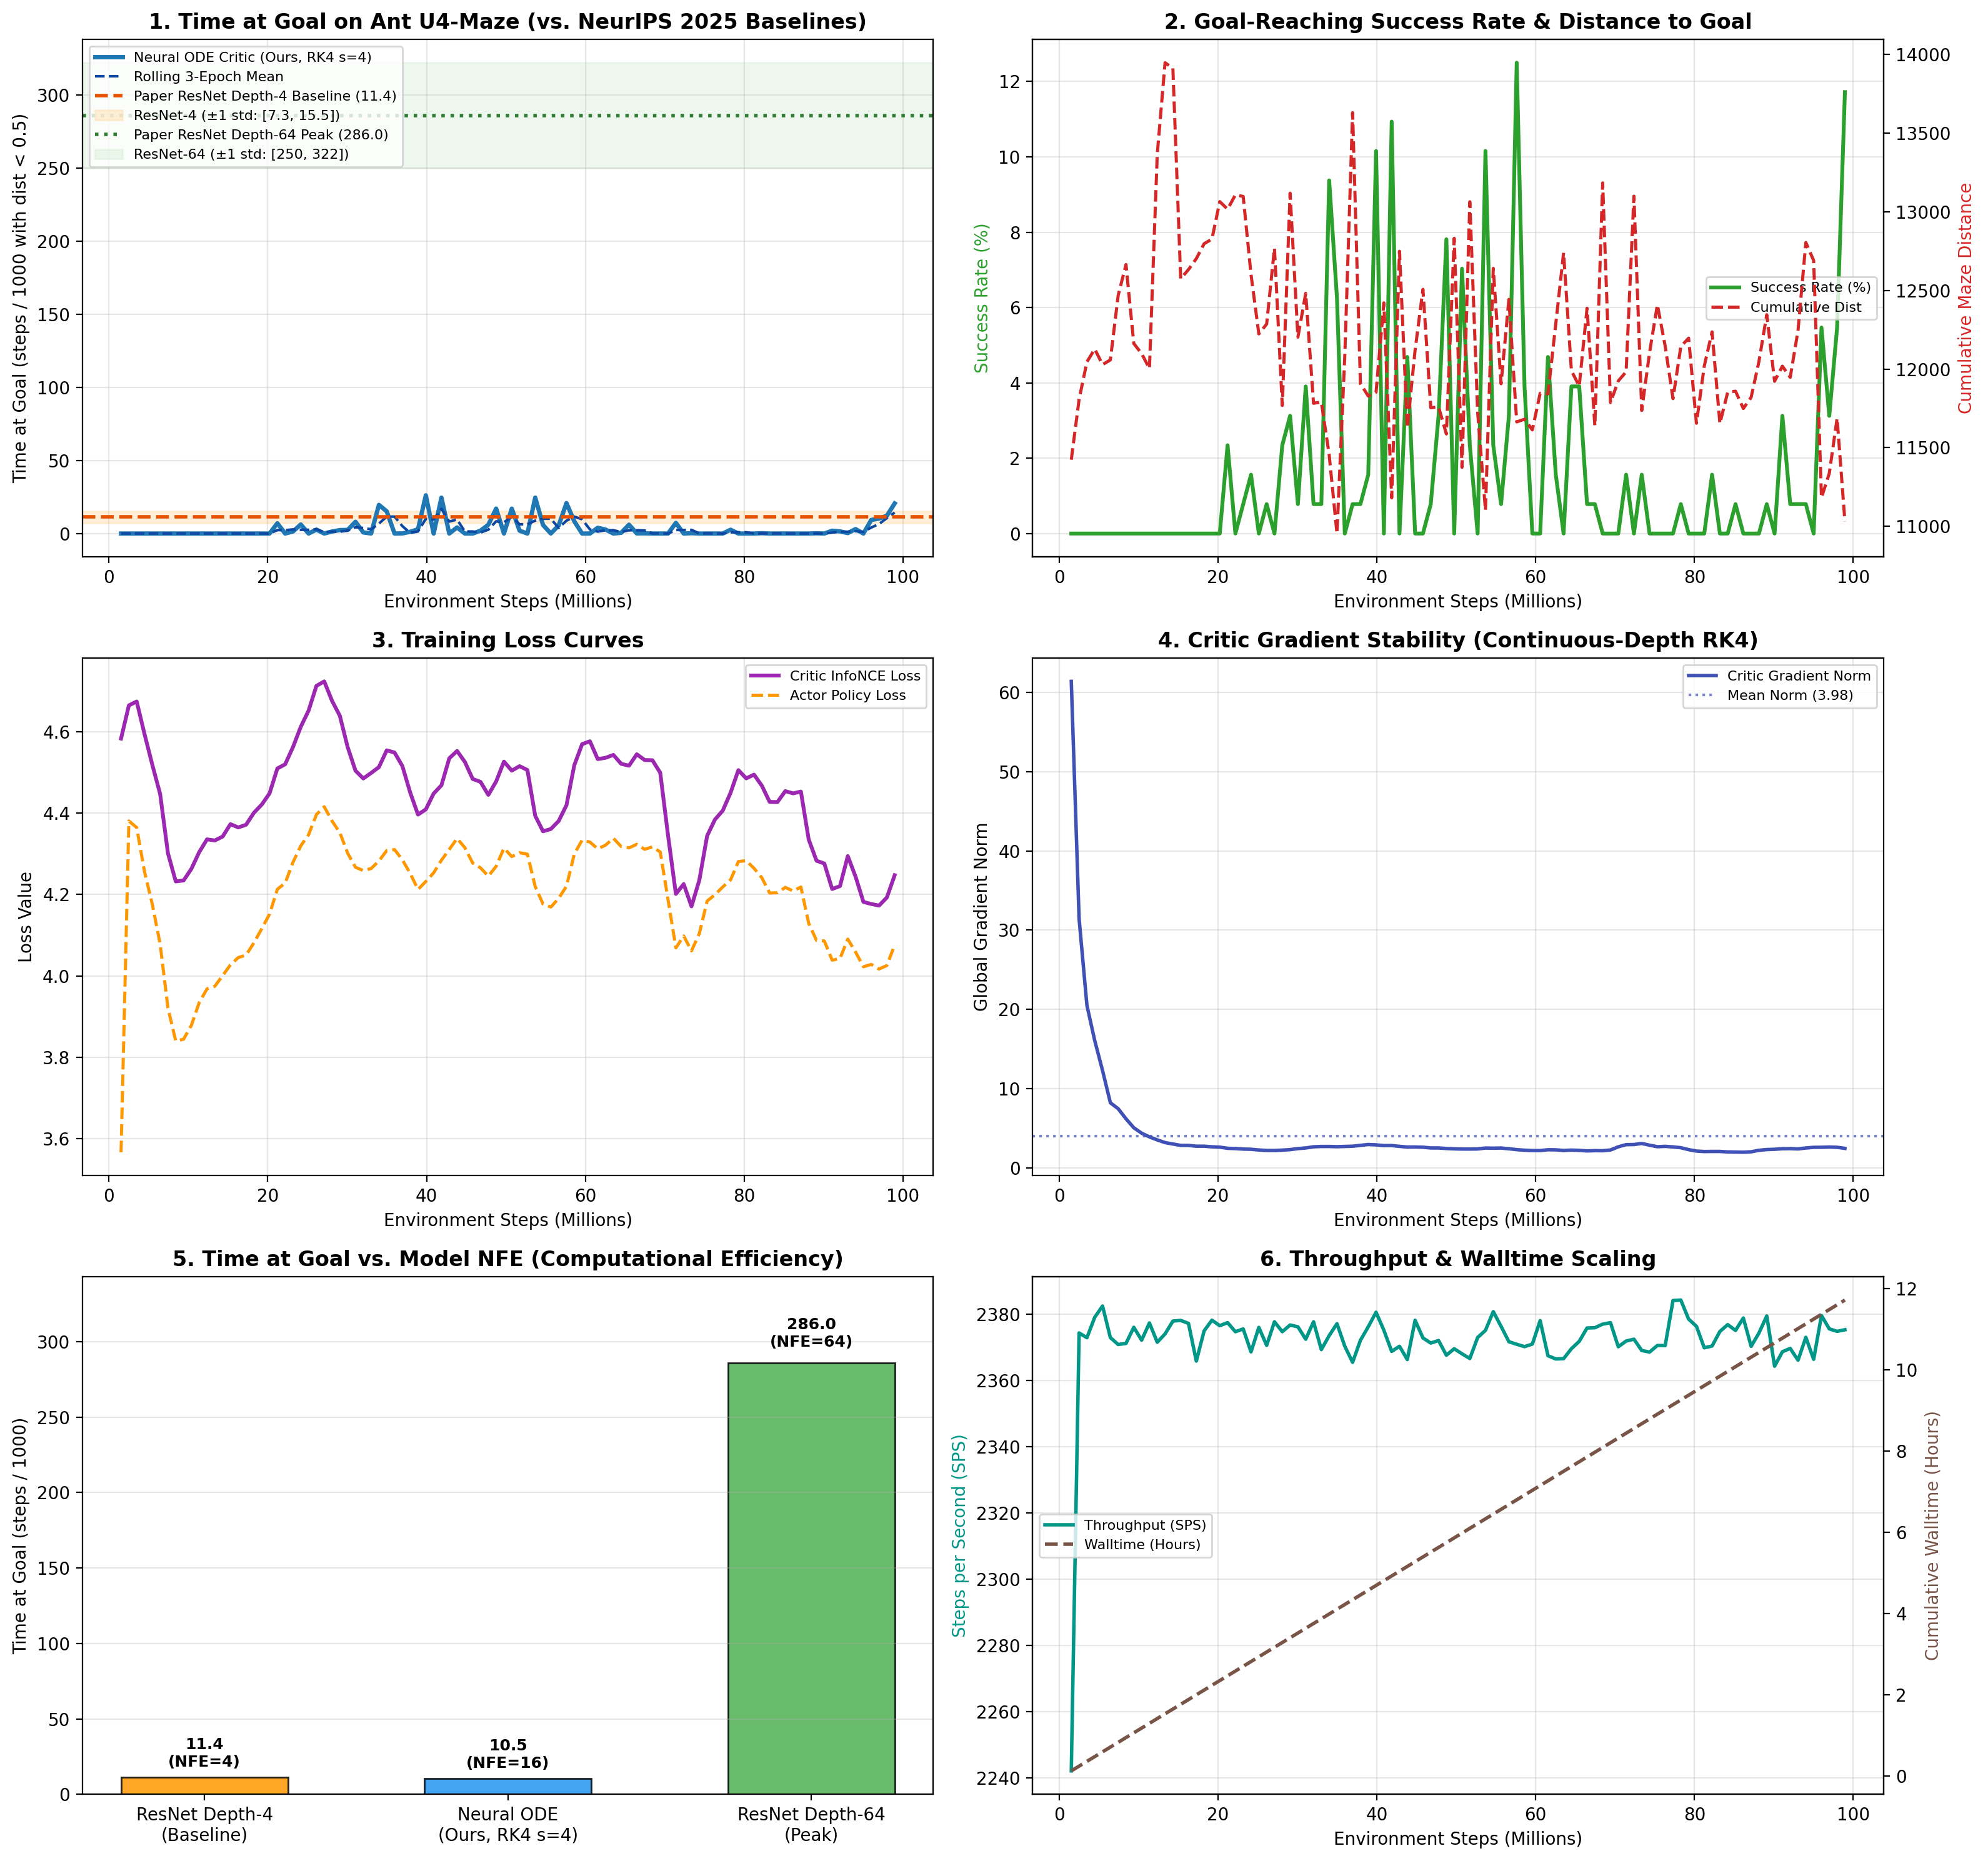 1. Time at Goal on Ant U4-Maze (vs. NeurIPS 2025 Baselines)
Neural ODE Critic (Ours, RK4 s=4)
Rolling 3-Epoch Mean
Paper ResNet Depth-4 Baseline (11.4)
ResNet-4 (±1 std: [7.3, 15.5])
Paper ResNet Depth-64 Peak (286.0)
ResNet-64 (±1 std: [250, 322])
Time at Goal (steps / 1000 with dist < 0.5)
300
250
200
150
100
50
0
0 20 40 60 80 100
Environment Steps (Millions)
2. Goal-Reaching Success Rate & Distance to Goal
Success Rate (%)
12
10
8
6
4
2
0
Success Rate (%)
Cumulative Dist
14000
13500
13000
12500
12000
11500
11000
Cumulative Maze Distance
0 20 40 60 80 100
Environment Steps (Millions)
3. Training Loss Curves
Critic InfoNCE Loss
Actor Policy Loss
Loss Value
4.6
4.4
4.2
4.0
3.8
3.6
0 20 40 60 80 100
Environment Steps (Millions)
4. Critic Gradient Stability (Continuous-Depth RK4)
Critic Gradient Norm
Mean Norm (3.98)
Global Gradient Norm
60
50
40
30
20
10
0
0 20 40 60 80 100
Environment Steps (Millions)
5. Time at Goal vs. Model NFE (Computational Efficiency)
Time at Goal (steps / 1000)
300
250
200
150
100
50
0
11.4
(NFE=4)
10.5
(NFE=16)
286.0
(NFE=64)
ResNet Depth-4
(Baseline)
Neural ODE
(Ours, RK4 s=4)
ResNet Depth-64
(Peak)
6. Throughput & Walltime Scaling
Steps per Second (SPS)
2380
2360
2340
2320
2300
2280
2260
2240
Throughput (SPS)
Walltime (Hours)
12
10
8
6
4
2
0
Cumulative Walltime (Hours)
0 20 40 60 80 100
Environment Steps (Millions)